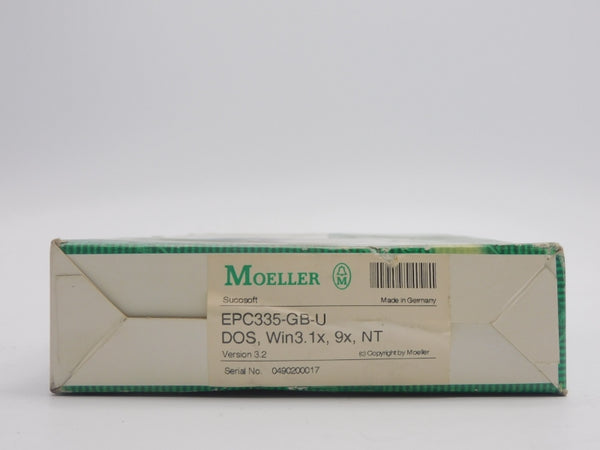 MOELLER M
Sucosoft Made in Germany
EPC335-GB-U
DOS, Win3.1x, 9x, NT
Version 3.2 (c) Copyright by Moeller
Serial No. 0490200017